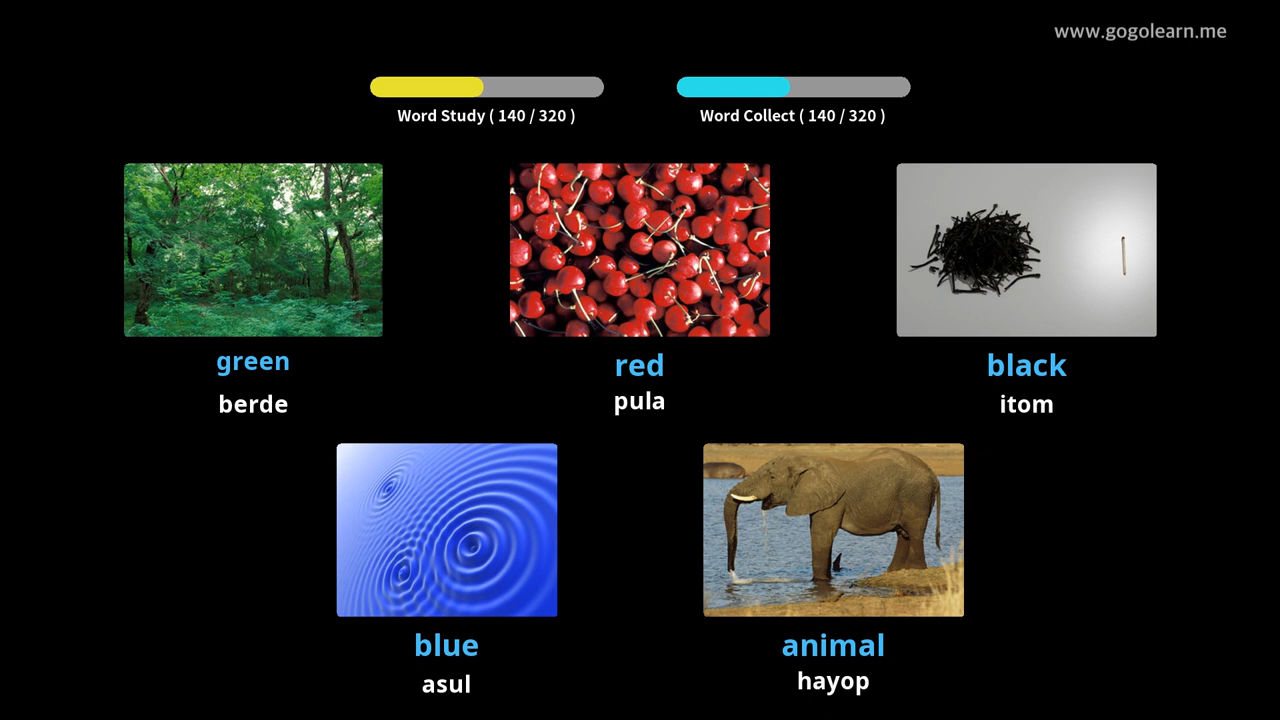 www.gogolearn.me
Word Study ( 140 / 320 )
Word Collect ( 140 / 320 )
green
berde
red
pula
black
itom
blue
asul
animal
hayop